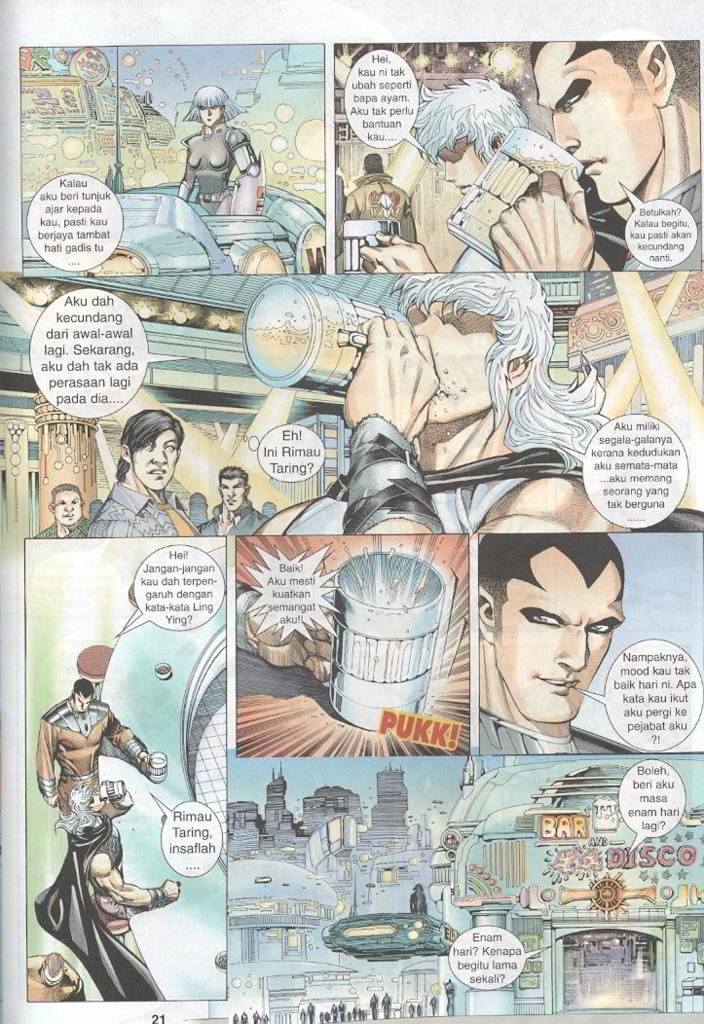 Kalau
aku beri tunjuk
ajar kepada
kau, pasti kau
berjaya tambat
hati gadis tu
....
Hei,
kau ni tak
ubah seperti
bapa ayam.
Aku tak perlu
bantuan
kau....
Betulkah?
Kalau begitu,
kau pasti akan
kecundang
nanti.
Aku dah
kecundang
dari awal-awal
lagi. Sekarang,
aku dah tak ada
perasaan lagi
pada dia....
Eh!
Ini Rimau
Taring?
Aku miliki
segala-galanya
kerana kedudukan
aku semata-mata
...aku memang
seorang yang
tak berguna
......
Hei!
Jangan-jangan
kau dah terpen-
garuh dengan
kata-kata Ling
Ying?
Rimau
Taring,
insaflah
....
Baik!
Aku mesti
kuatkan
semangat
aku!!
PUKK!
Nampaknya,
mood kau tak
baik hari ni. Apa
kata kau ikut
aku pergi ke
pejabat aku
?!
Boleh,
beri aku
masa
enam hari
lagi?
BAR
AND
DISCO
Enam
hari? Kenapa
begitu lama
sekali?
21